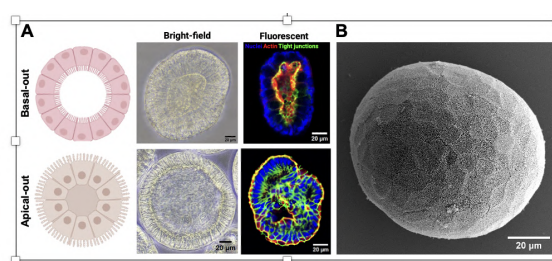 A
Bright-field
Fluorescent
B
Nuclei Actin Tight junctions
Basal-out
20 µm
20 µm
Apical-out
20 µm
20 µm
20 µm